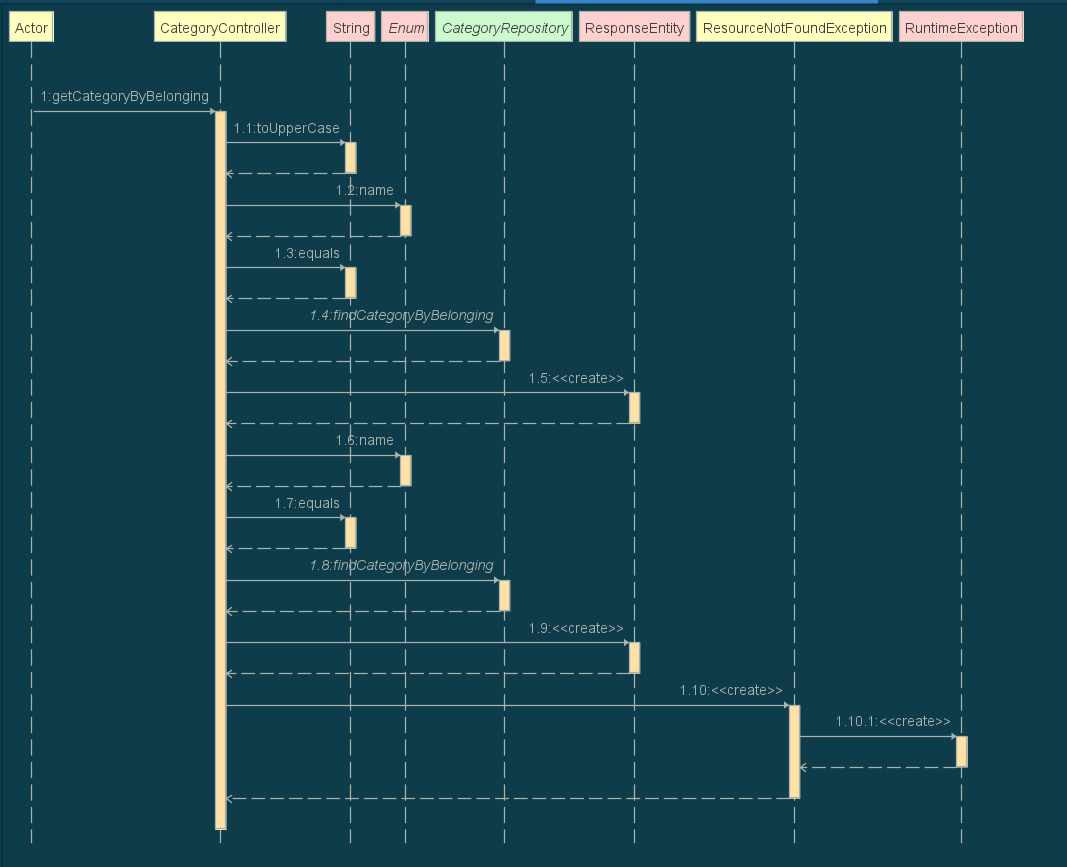 Actor
CategoryController
String
Enum
CategoryRepository
ResponseEntity
ResourceNotFoundException
RuntimeException
1:getCategoryByBelonging
1.1:toUpperCase
1.2:name
1.3:equals
1.4:findCategoryByBelonging
1.5:<<create>>
1.6:name
1.7:equals
1.8:findCategoryByBelonging
1.9:<<create>>
1.10:<<create>>
1.10.1:<<create>>